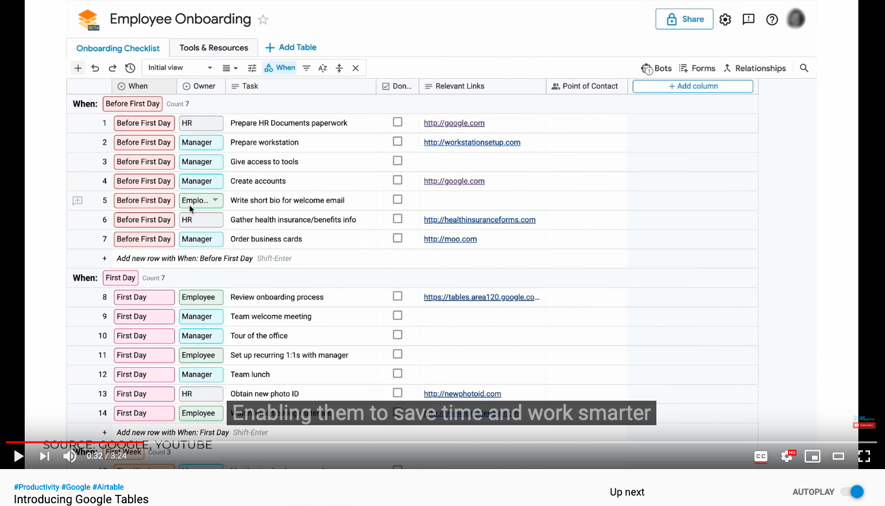 BETA
Employee Onboarding
Share
Onboarding Checklist Tools & Resources + Add Table
Initial view When Bots Forms Relationships
When Owner Task Don... Relevant Links Point of Contact + Add column
When: Before First Day Count 7
1 Before First Day HR Prepare HR Documents paperwork http://google.com
2 Before First Day Manager Prepare workstation http://workstationsetup.com
3 Before First Day Manager Give access to tools
4 Before First Day Manager Create accounts http://google.com
5 Before First Day Emplo... Write short bio for welcome email
6 Before First Day HR Gather health insurance/benefits info http://healthinsuranceforms.com
7 Before First Day Manager Order business cards http://moo.com
+ Add new row with When: Before First Day Shift-Enter
When: First Day Count 7
8 First Day Employee Review onboarding process https://tables.area120.google.co...
9 First Day Manager Team welcome meeting
10 First Day Manager Tour of the office
11 First Day Employee Set up recurring 1:1s with manager
12 First Day Manager Team lunch
13 First Day HR Obtain new photo ID http://newphotoid.com
14 First Day Employee
Enabling them to save time and work smarter
+ Add new row with When: First Day Shift-Enter
SOURCE: GOOGLE, YOUTUBE
When: First Week Count 3
0:32 / 3:24 CC HD
#Productivity #Google #Airtable
Introducing Google Tables
Up next AUTOPLAY